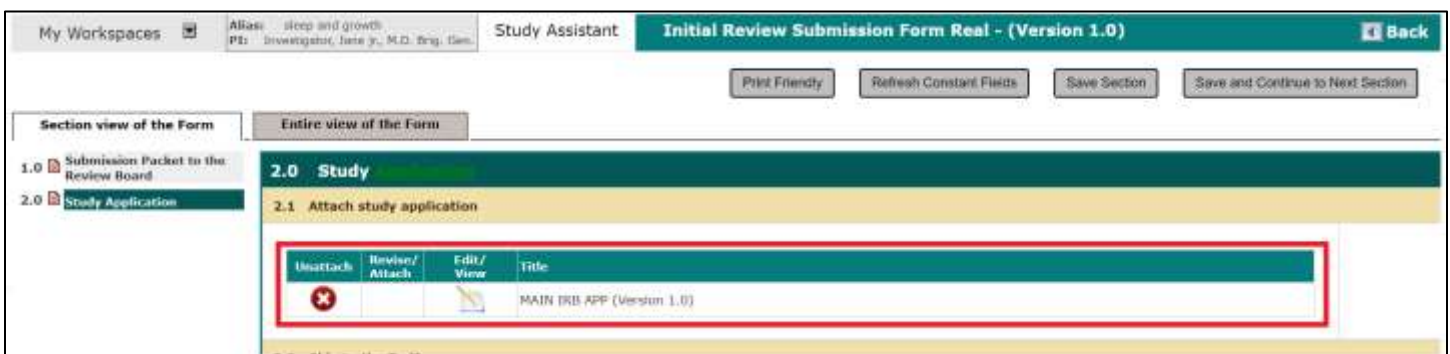 My Workspaces
Alias: sleep and growth
PI: Investigator, Jane Jr., M.D. Brig. Gen.
Study Assistant
Initial Review Submission Form Real - (Version 1.0)
Back
Print Friendly
Refresh Constant Fields
Save Section
Save and Continue to Next Section
Section view of the Form
Entire view of the Form
1.0 Submission Packet to the
Review Board
2.0 Study Application
2.0 Study
2.1 Attach study application
Unattach
Revise/
Attach
Edit/
View
Title
MAIN IRB APP (Version 1.0)